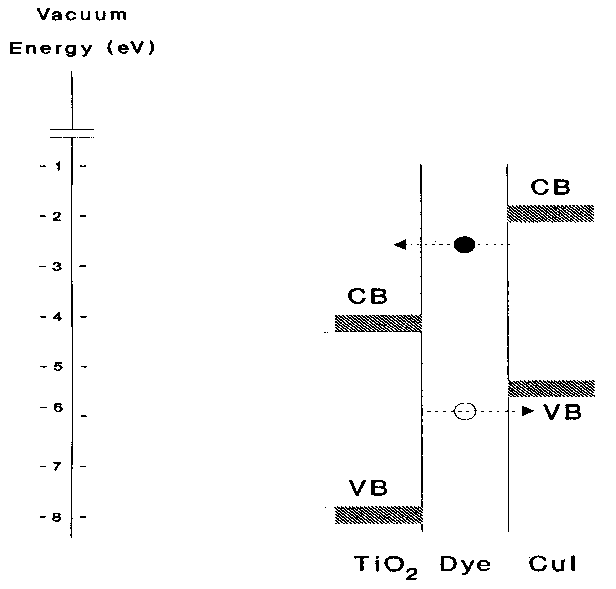 Vacuum
Energy (eV)
-1 -
-2 -
-3 -
-4 -
-5 -
-6 -
-7 -
-8 -
CB
CB
VB
VB
TiO₂ Dye CuI